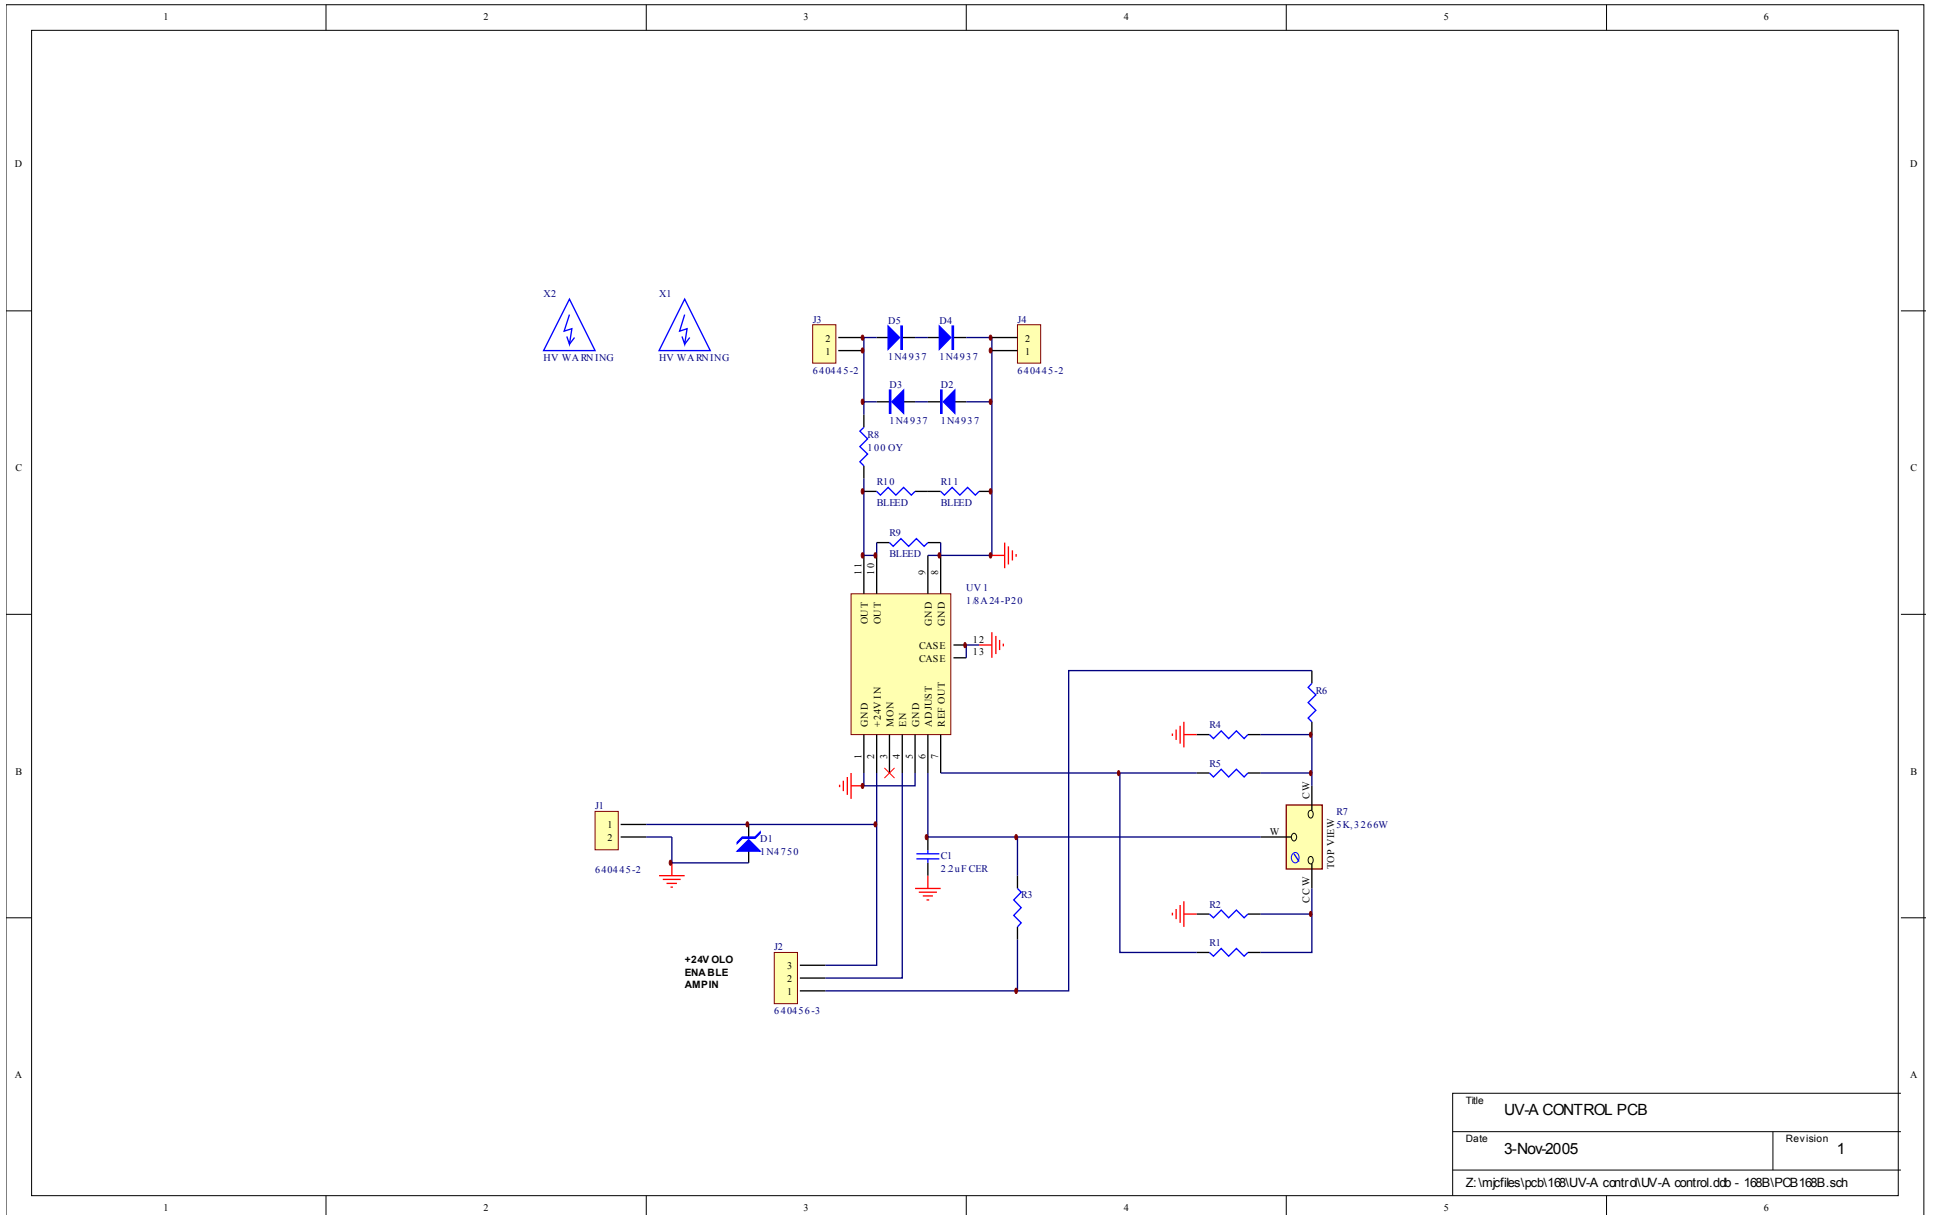 1 2 3 4 5 6
D D
X2 X1
HV WARNING HV WARNING
J3 D5 D4 J4
2 2
1 1N4937 1N4937 1
640445-2 640445-2
D3 D2
1N4937 1N4937
R8
100 OY
C C
R10 R11
BLEED BLEED
R9
BLEED
11 10 9 8
UV1
1/8A24-P20
OUT OUT GND GND
CASE 12
CASE 13
GND +24V IN MON EN GND ADJUST REF OUT
1 2 3 4 5 6 7
R6
R4
R5
B B
CW
R7
5K,3266W
W
TOP VIEW
CCW
J1
1
2
640445-2
D1
1N4750
C1
2.2uF CER
R3
R2
R1
+24V OLO
ENABLE
AMPIN
J2
3
2
1
640456-3
A A
Title UV-A CONTROL PCB
Date 3-Nov-2005 Revision 1
Z:\mjcfiles\pcb\168\UV-A control\UV-A control.ddb - 168B\PCB168B.sch
1 2 3 4 5 6